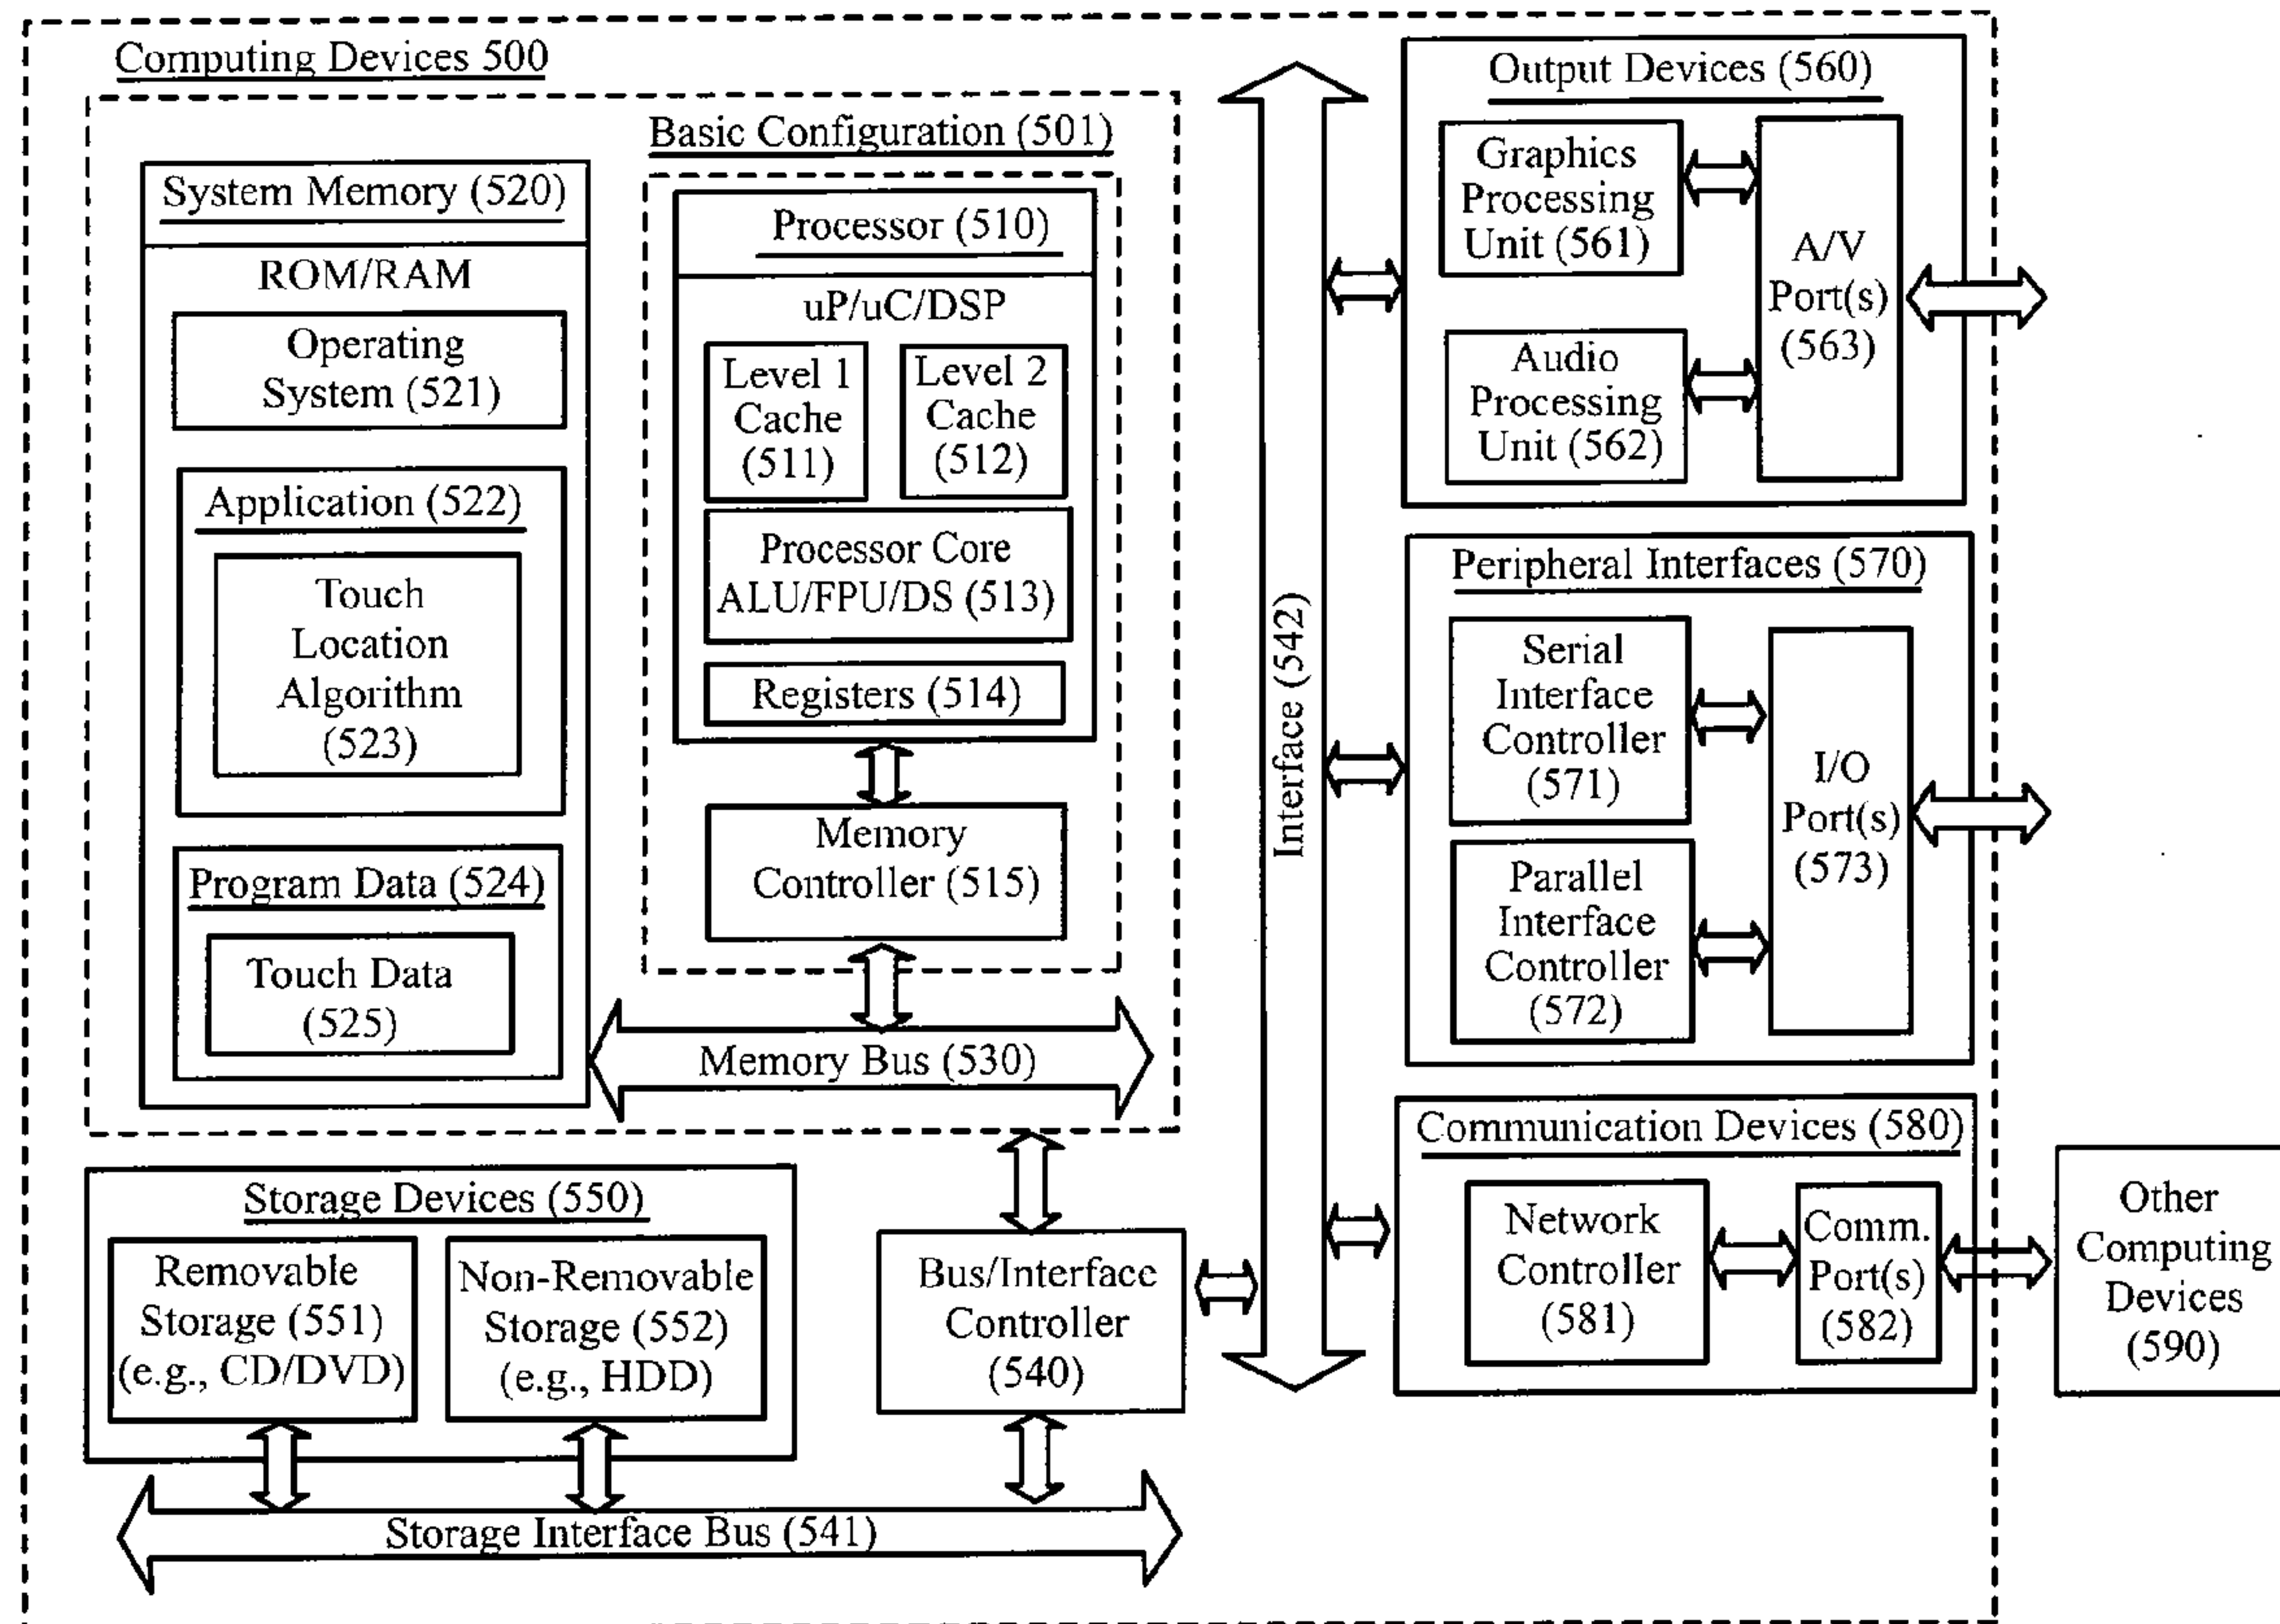 Computing Devices 500
Basic Configuration (501)
System Memory (520)
ROM/RAM
Operating
System (521)
Application (522)
Touch
Location
Algorithm
(523)
Program Data (524)
Touch Data
(525)
Processor (510)
uP/uC/DSP
Level 1
Cache
(511)
Level 2
Cache
(512)
Processor Core
ALU/FPU/DS (513)
Registers (514)
Memory
Controller (515)
Memory Bus (530)
Storage Devices (550)
Removable
Storage (551)
(e.g., CD/DVD)
Non-Removable
Storage (552)
(e.g., HDD)
Bus/Interface
Controller
(540)
Storage Interface Bus (541)
Interface (542)
Output Devices (560)
Graphics
Processing
Unit (561)
Audio
Processing
Unit (562)
A/V
Port(s)
(563)
Peripheral Interfaces (570)
Serial
Interface
Controller
(571)
Parallel
Interface
Controller
(572)
I/O
Port(s)
(573)
Communication Devices (580)
Network
Controller
(581)
Comm.
Port(s)
(582)
Other
Computing
Devices
(590)